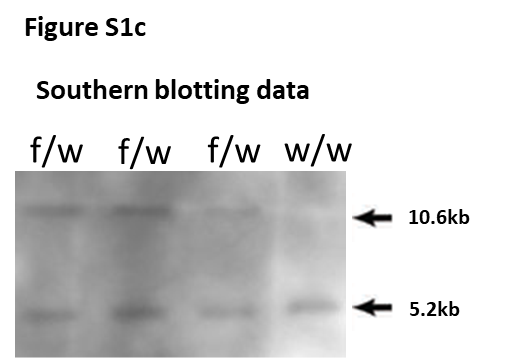 Figure S1c
Southern blotting data
f/w f/w f/w w/w
10.6kb
5.2kb